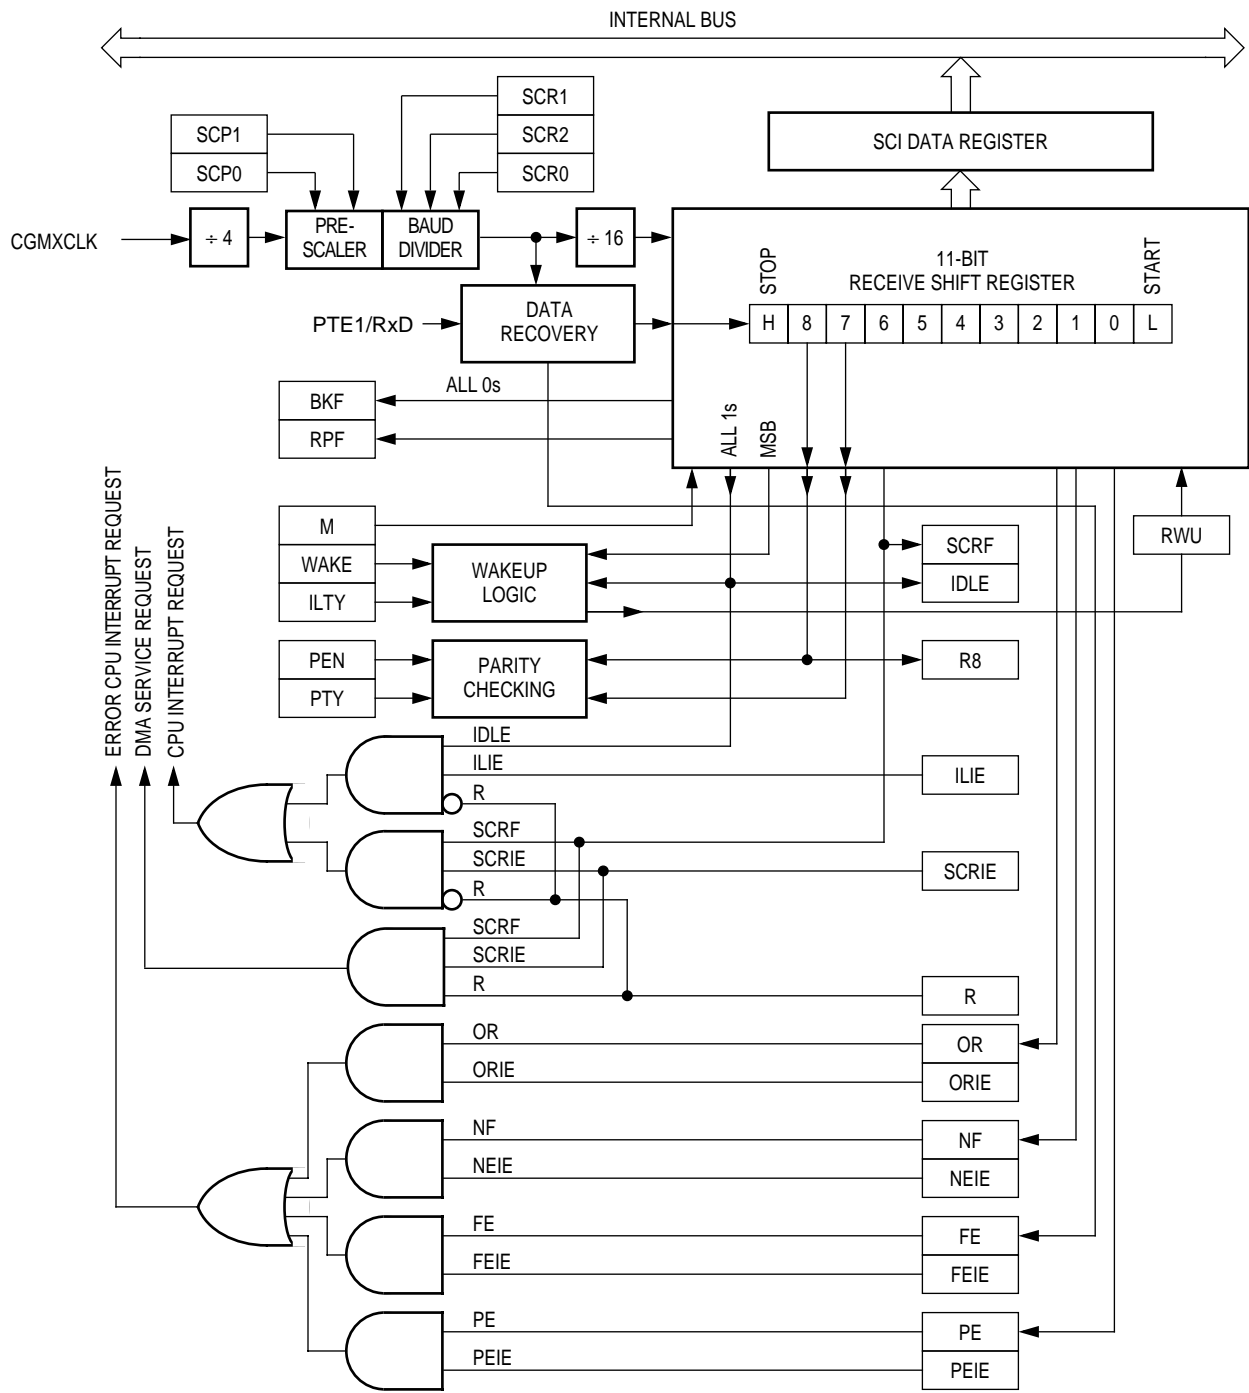 INTERNAL BUS
SCR1
SCP1
SCR2
SCI DATA REGISTER
SCP0
SCR0
CGMXCLK
÷ 4
PRE-
SCALER
BAUD
DIVIDER
÷ 16
STOP
11-BIT
RECEIVE SHIFT REGISTER
START
PTE1/RxD
DATA
RECOVERY
H 8 7 6 5 4 3 2 1 0 L
ALL 0s
BKF
RPF
ALL 1s
MSB
M
WAKE
ILTY
WAKEUP
LOGIC
SCRF
IDLE
RWU
PEN
PTY
PARITY
CHECKING
R8
ERROR CPU INTERRUPT REQUEST
DMA SERVICE REQUEST
CPU INTERRUPT REQUEST
IDLE
ILIE
ILIE
R
SCRF
SCRIE
SCRIE
R
SCRF
SCRIE
R
R
OR
OR
ORIE
ORIE
NF
NF
NEIE
NEIE
FE
FE
FEIE
FEIE
PE
PE
PEIE
PEIE